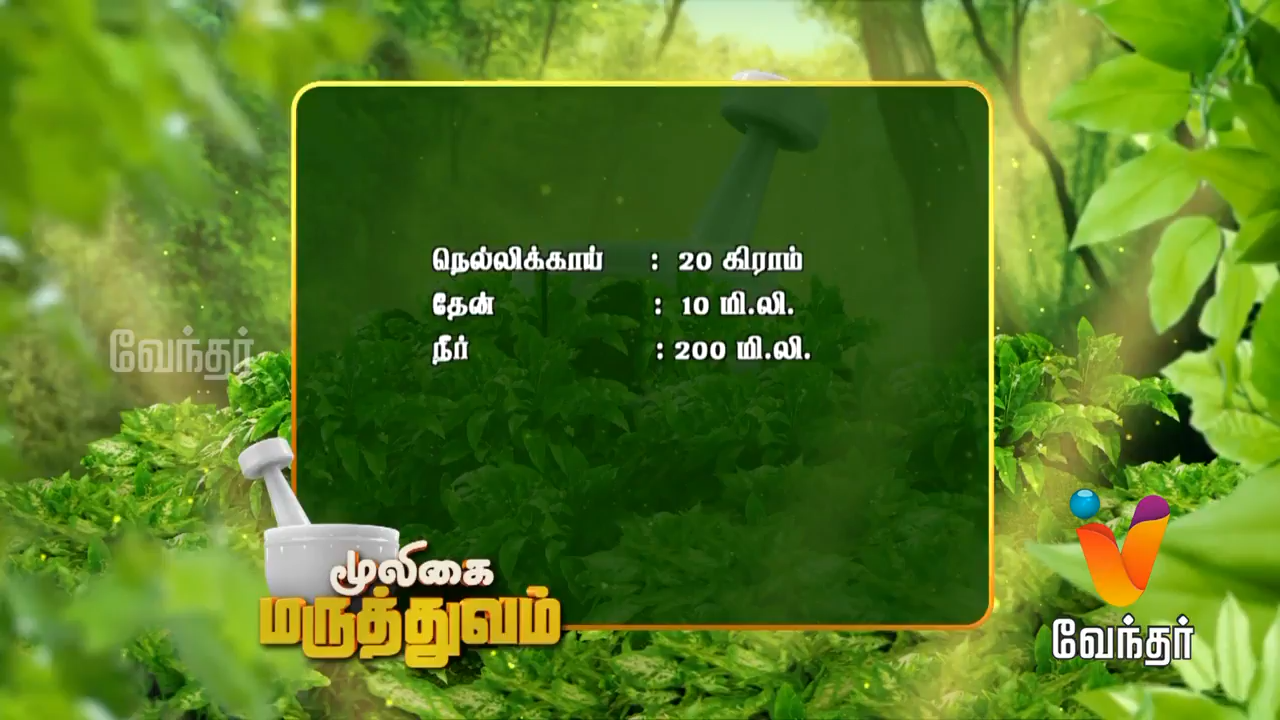 நெல்லிக்காய் : 20 கிராம்
தேன் : 10 மி.லி.
நீர் : 200 மி.லி.
வேந்தர்
மூலிகை
மருத்துவம்
வேந்தர்